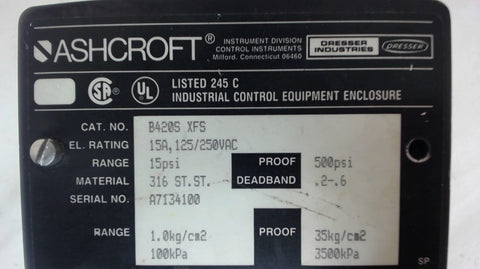 ASHCROFT®
INSTRUMENT DIVISION
CONTROL INSTRUMENTS
Milford, Connecticut 06460
DRESSER INDUSTRIES
DRESSER
SA
UL
LISTED 245 C
INDUSTRIAL CONTROL EQUIPMENT ENCLOSURE
CAT. NO. B420S XFS
EL. RATING 15A,125/250VAC
RANGE 15psi PROOF 500psi
MATERIAL 316 ST.ST. DEADBAND .2-.6
SERIAL NO. A7134100
RANGE 1.0kg/cm2 PROOF 35kg/cm2
100kPa 3500kPa
SP